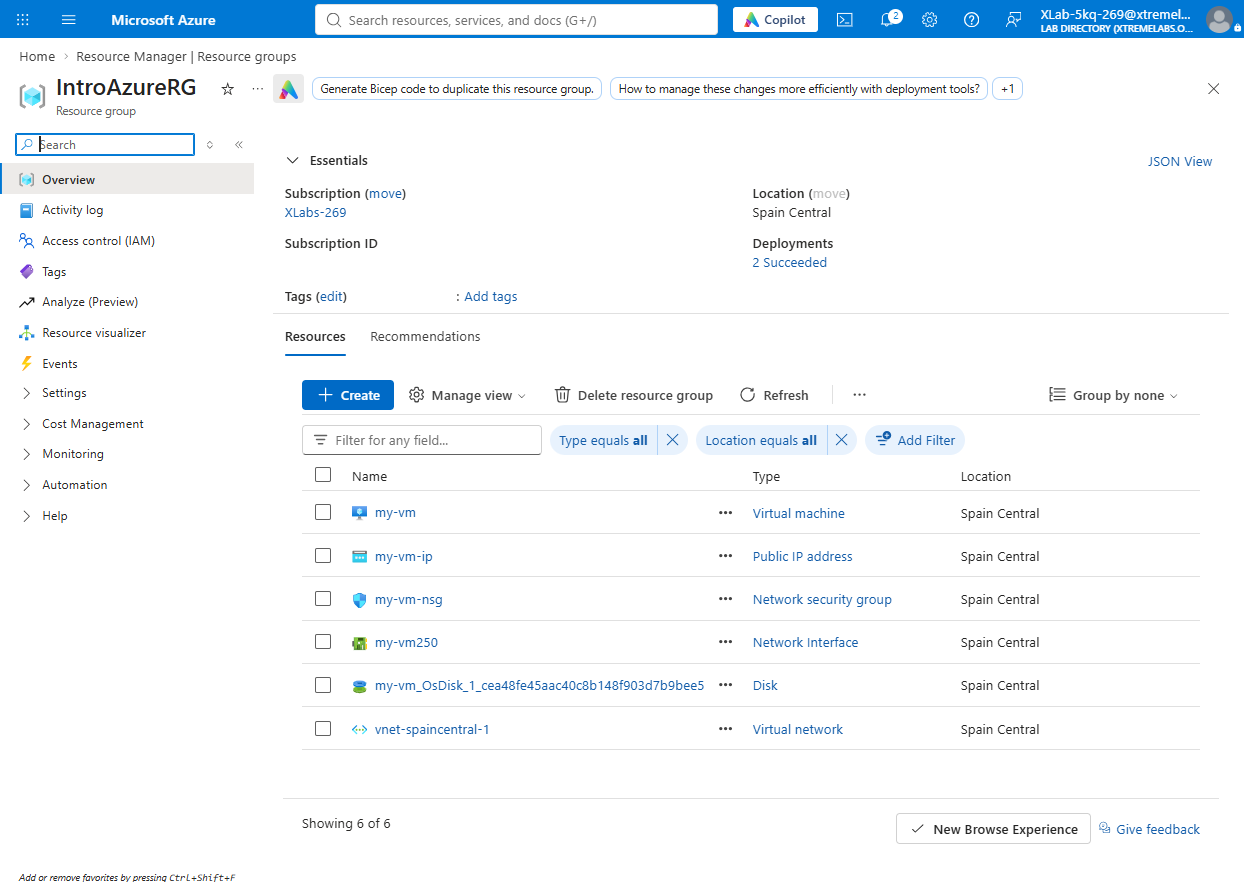 Microsoft Azure
Search resources, services, and docs (G+/)
Copilot
2
XLab-5kq-269@xtremel...
LAB DIRECTORY (XTREMELABS.O...
Home > Resource Manager | Resource groups
IntroAzureRG
Resource group
Generate Bicep code to duplicate this resource group.
How to manage these changes more efficiently with deployment tools?
+1
Search
Overview
Activity log
Access control (IAM)
Tags
Analyze (Preview)
Resource visualizer
Events
Settings
Cost Management
Monitoring
Automation
Help
Essentials
JSON View
Subscription (move)
XLabs-269
Subscription ID
Location (move)
Spain Central
Deployments
2 Succeeded
Tags (edit) : Add tags
Resources Recommendations
Create Manage view Delete resource group Refresh ... Group by none
Filter for any field... Type equals all Location equals all Add Filter
Name Type Location
my-vm ... Virtual machine Spain Central
my-vm-ip ... Public IP address Spain Central
my-vm-nsg ... Network security group Spain Central
my-vm250 ... Network Interface Spain Central
my-vm_OsDisk_1_cea48fe45aac40c8b148f903d7b9bee5 ... Disk Spain Central
vnet-spaincentral-1 ... Virtual network Spain Central
Showing 6 of 6
New Browse Experience
Give feedback
Add or remove favorites by pressing Ctrl+Shift+F